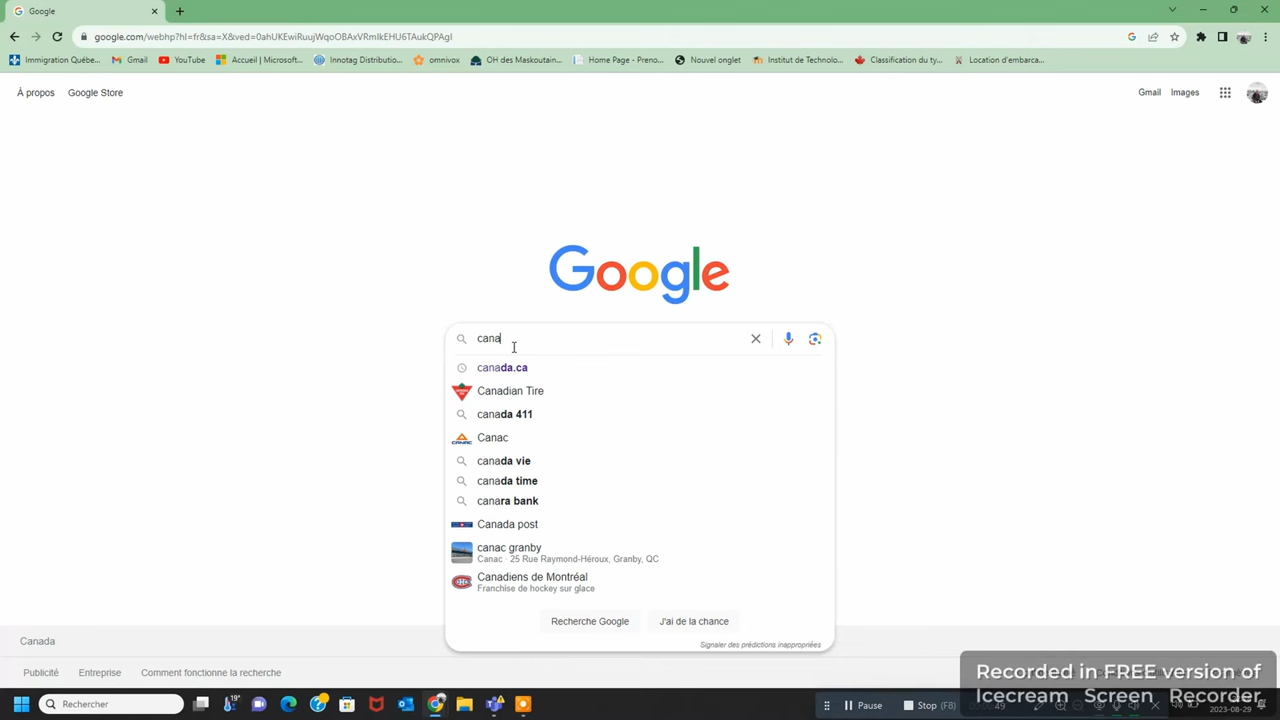 Google
google.com/webhp?hl=fr&sa=X&ved=0ahUKEwiRuujWqoOBAxVRmIkEHU6TAukQPAgI
Immigration Québe...
Gmail
YouTube
Accueil | Microsoft...
Innotag Distributio...
omnivox
OH des Maskoutain...
Home Page - Preno...
Nouvel onglet
Institut de Technolo...
Classification du ty...
Location d'embarca...
À propos
Google Store
Gmail
Images
Google
cana
canada.ca
Canadian Tire
canada 411
CANAC
Canac
canada vie
canada time
canara bank
Canada post
canac granby
Canac · 25 Rue Raymond-Héroux, Granby, QC
Canadiens de Montréal
Franchise de hockey sur glace
Recherche Google
J'ai de la chance
Signaler des prédictions inappropriées
Canada
Publicité
Entreprise
Comment fonctionne la recherche
Recorded in FREE version of
Icecream Screen Recorder
Rechercher
19°
Pause
Stop (F8)
2023-08-29